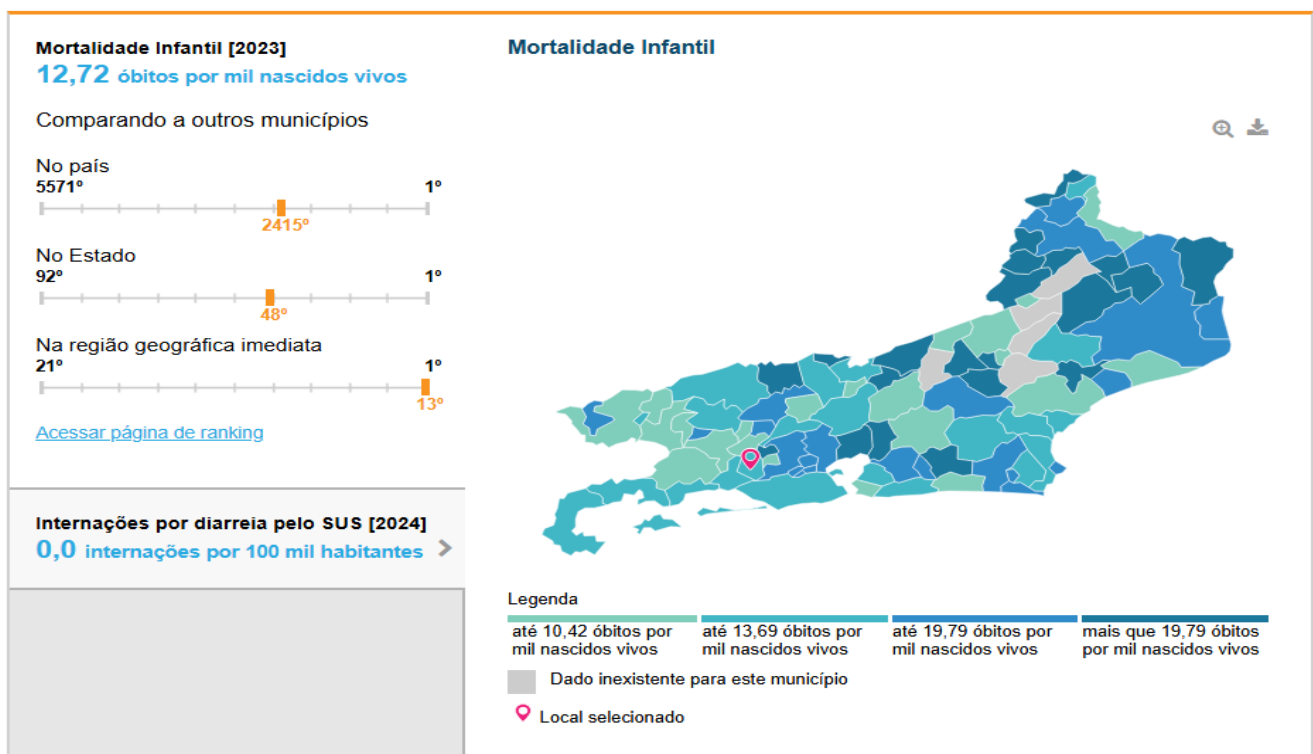 Mortalidade Infantil [2023]
12,72 óbitos por mil nascidos vivos
Comparando a outros municípios
No país
5571º
1º
2415º
No Estado
92º
1º
48º
Na região geográfica imediata
21º
1º
13º
Acessar página de ranking
Internações por diarreia pelo SUS [2024]
0,0 internações por 100 mil habitantes
Mortalidade Infantil
Legenda
até 10,42 óbitos por
mil nascidos vivos
até 13,69 óbitos por
mil nascidos vivos
até 19,79 óbitos por
mil nascidos vivos
mais que 19,79 óbitos
por mil nascidos vivos
Dado inexistente para este município
Local selecionado